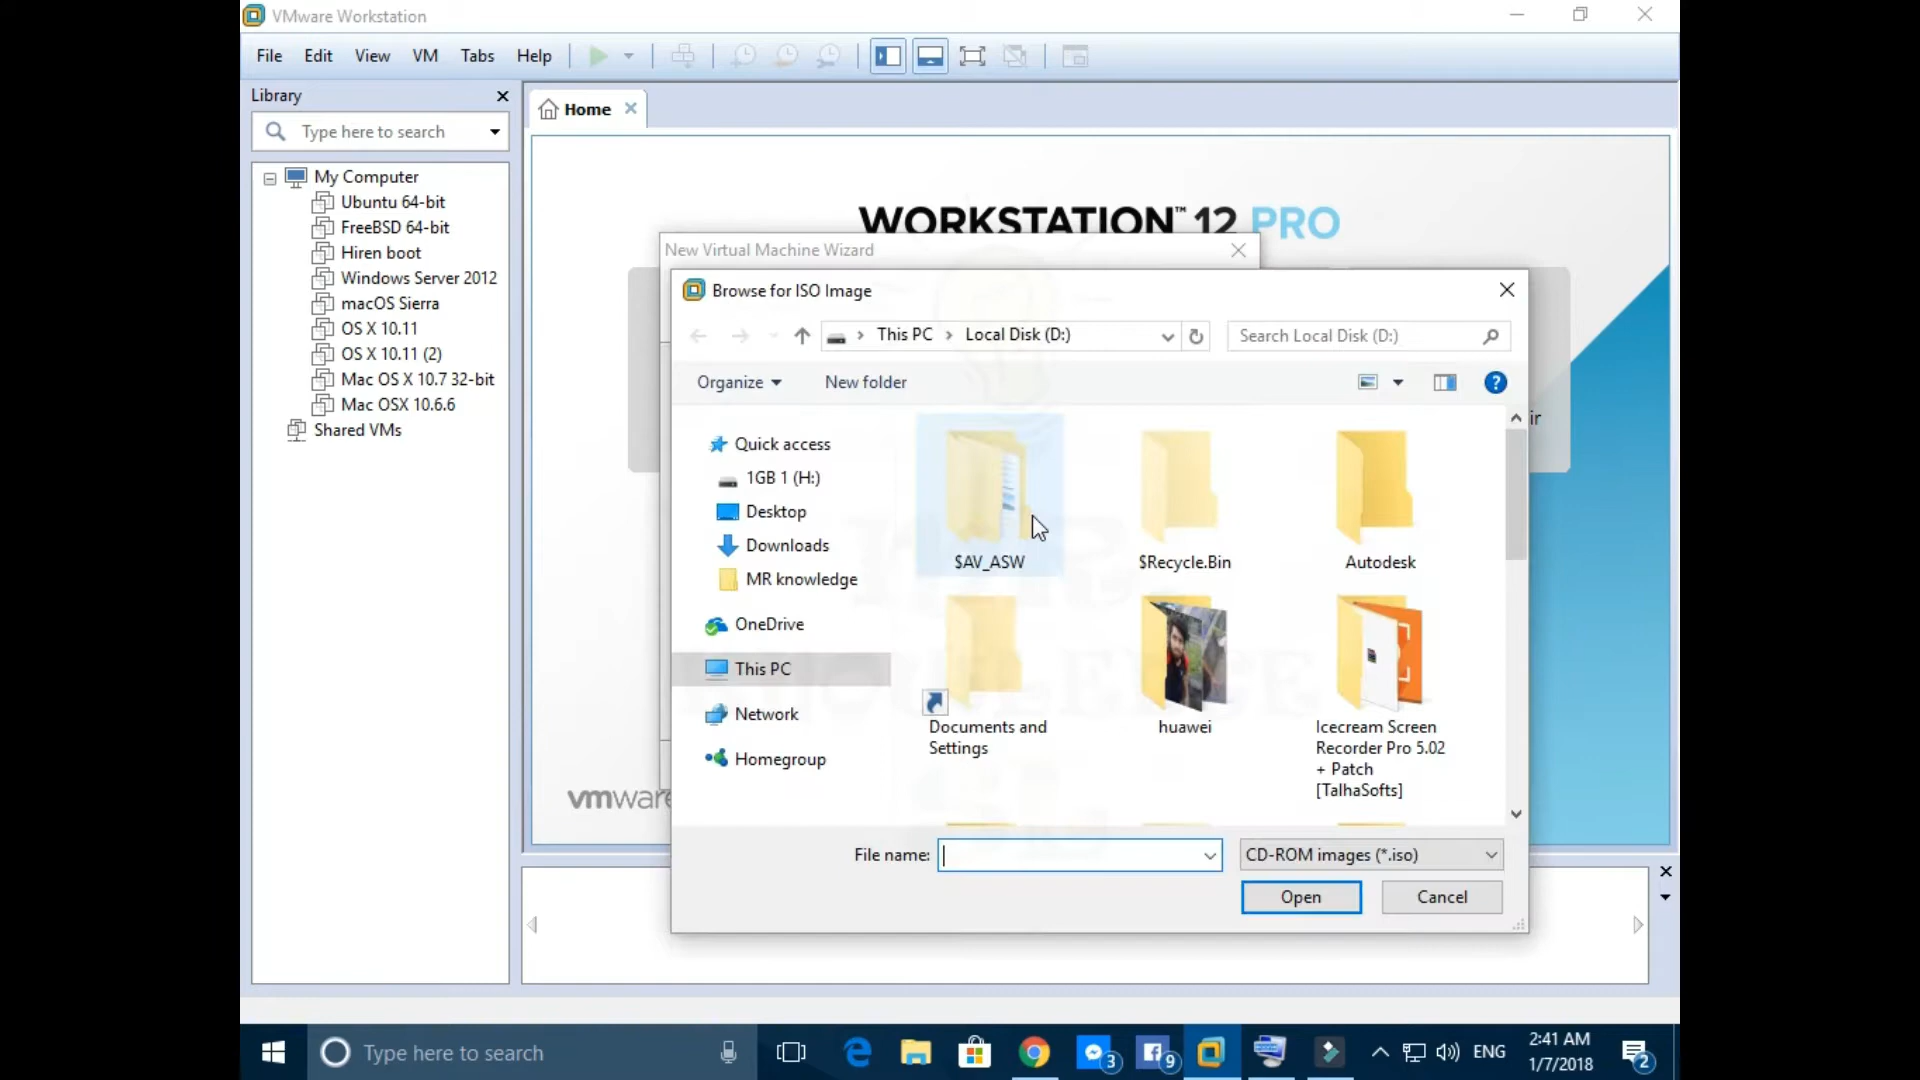 VMware Workstation
File Edit View VM Tabs Help
Library
Type here to search
My Computer
Ubuntu 64-bit
FreeBSD 64-bit
Hiren boot
Windows Server 2012
macOS Sierra
OS X 10.11
OS X 10.11 (2)
Mac OS X 10.7 32-bit
Mac OSX 10.6.6
Shared VMs
Home
WORKSTATION™ 12 PRO
New Virtual Machine Wizard
Browse for ISO Image
This PC > Local Disk (D:)
Search Local Disk (D:)
Organize
New folder
?
ir
Quick access
1GB 1 (H:)
Desktop
Downloads
MR knowledge
OneDrive
This PC
Network
Homegroup
$AV_ASW
$Recycle.Bin
Autodesk
Documents and
Settings
huawei
Icecream Screen
Recorder Pro 5.02
+ Patch
[TalhaSofts]
vmware
File name:
CD-ROM images (*.iso)
Open
Cancel
Type here to search
3
9
ENG
2:41 AM
1/7/2018
2